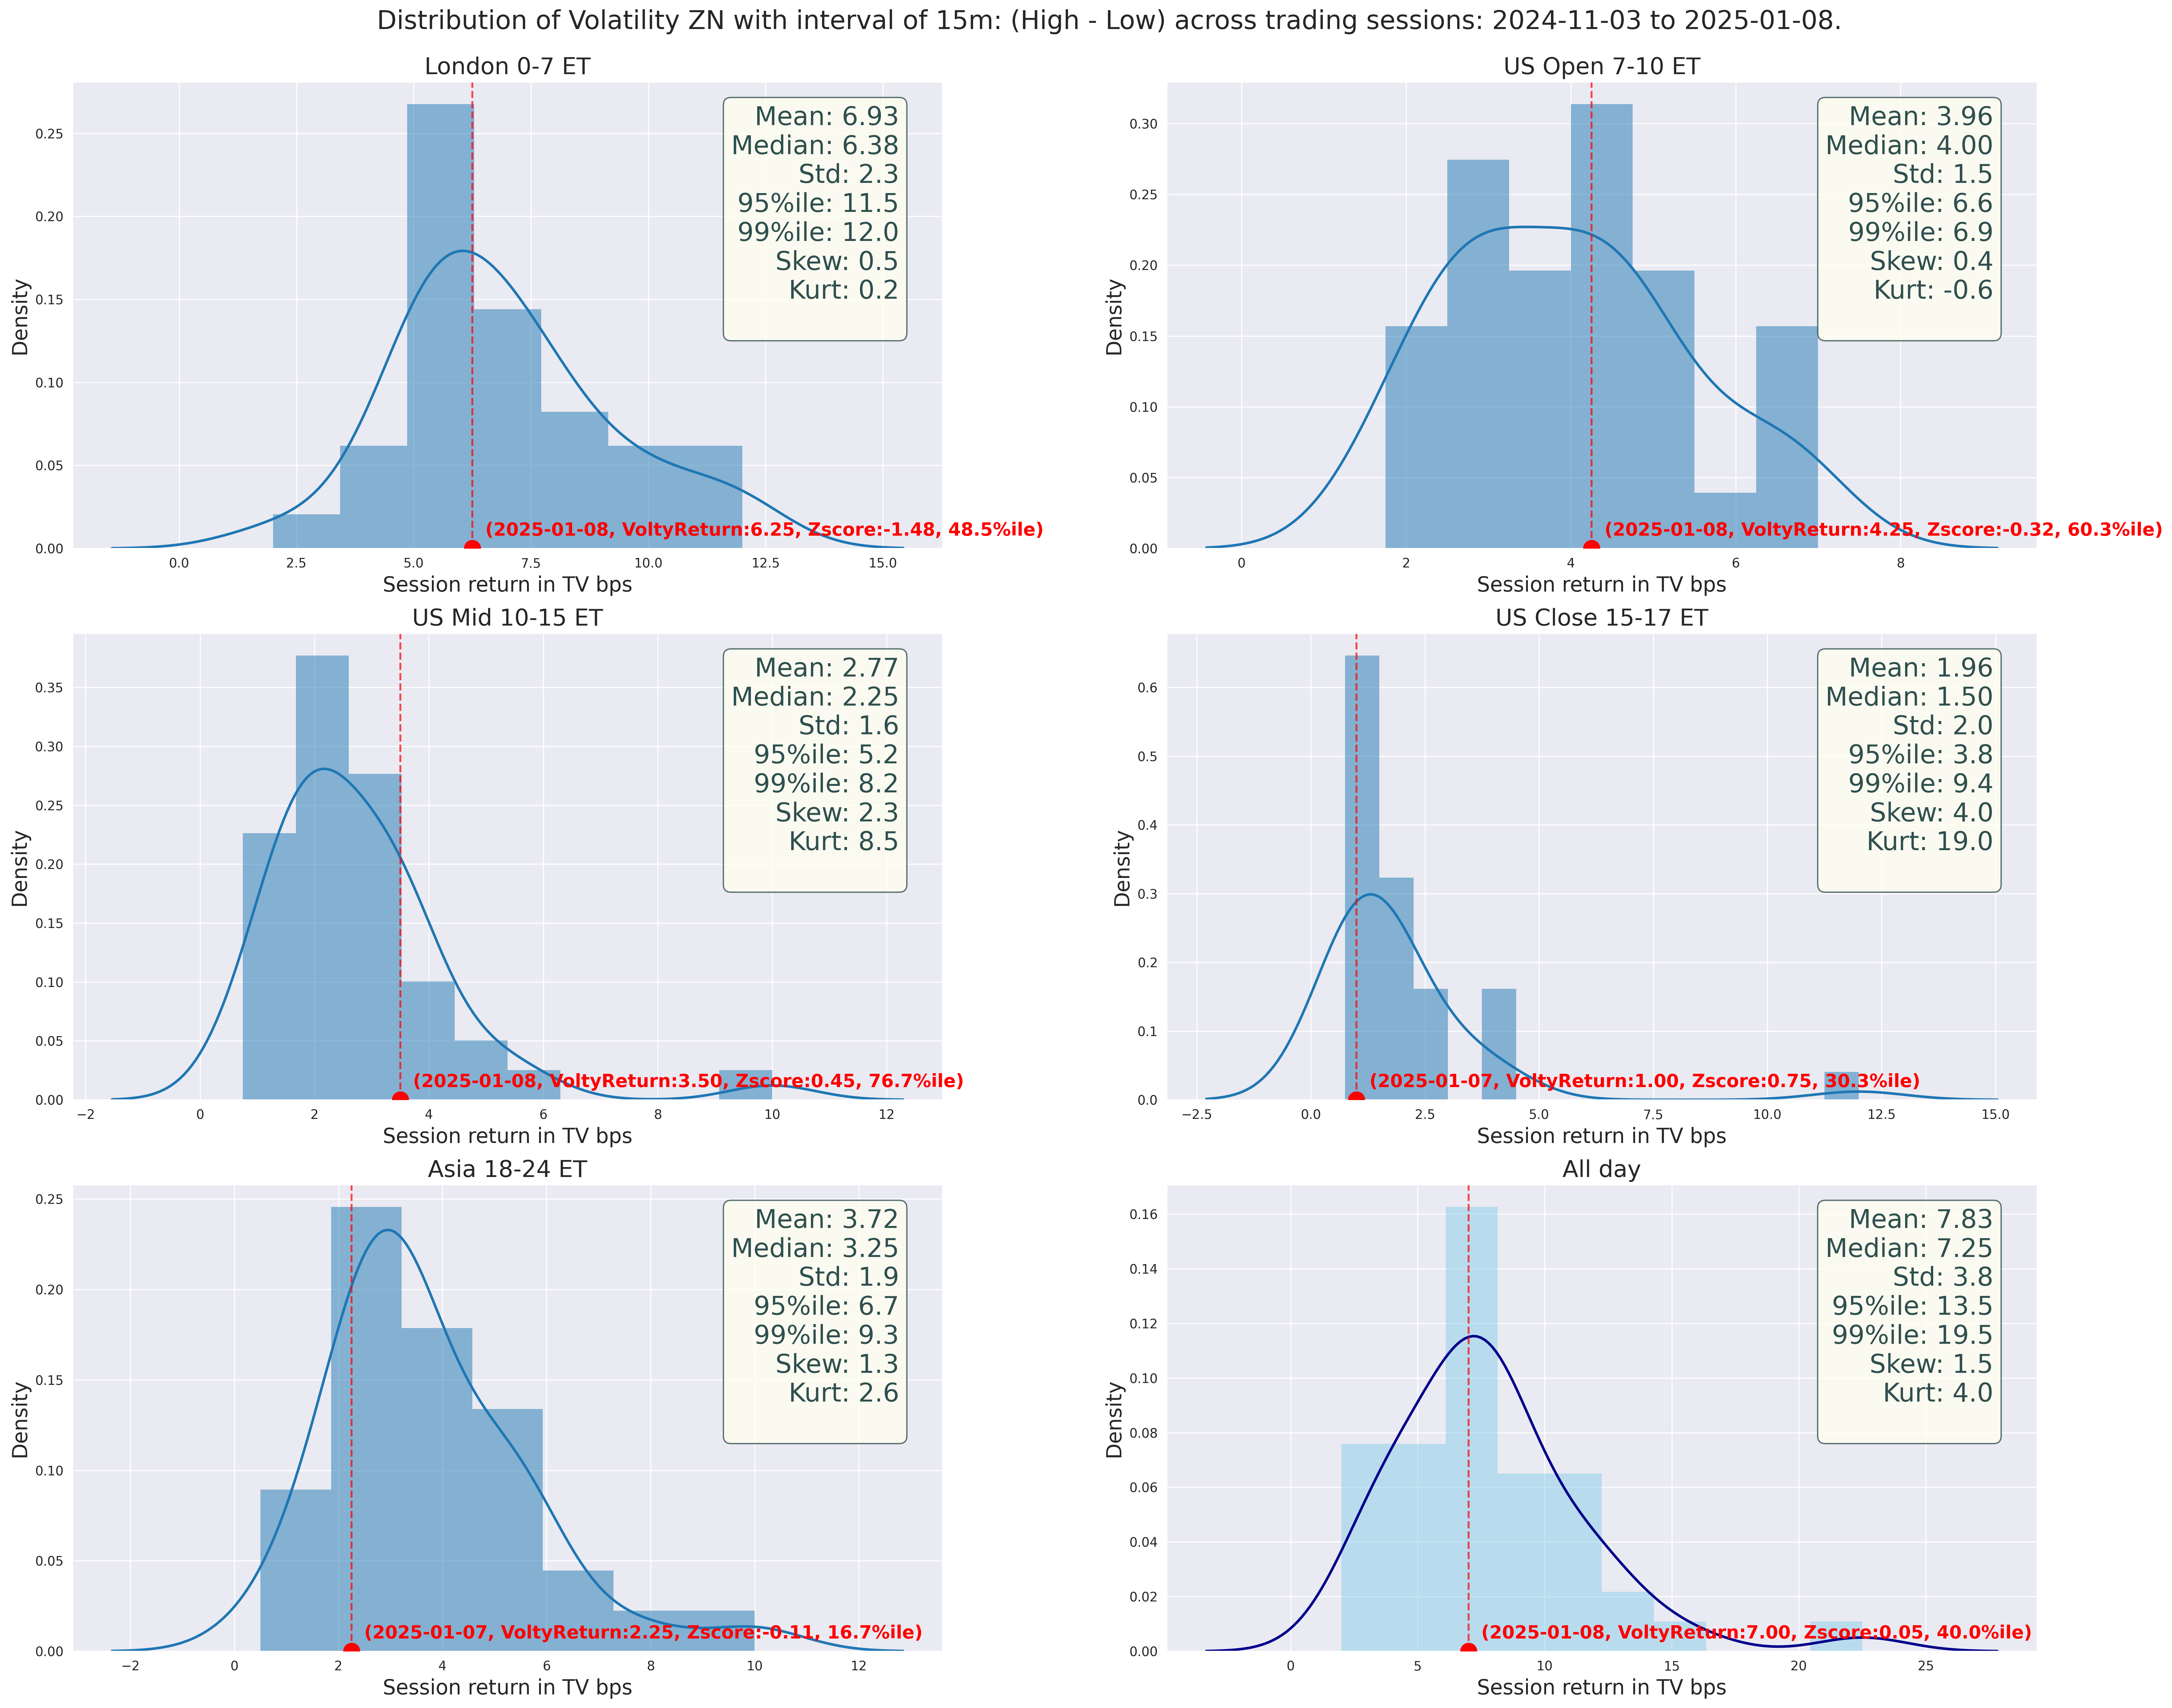 Distribution of Volatility ZN with interval of 15m: (High - Low) across trading sessions: 2024-11-03 to 2025-01-08.
London 0-7 ET
Density
0.25
0.20
0.15
0.10
0.05
0.00
Mean: 6.93
Median: 6.38
Std: 2.3
95%ile: 11.5
99%ile: 12.0
Skew: 0.5
Kurt: 0.2
(2025-01-08, VoltyReturn:6.25, Zscore:-1.48, 48.5%ile)
0.0 2.5 5.0 7.5 10.0 12.5 15.0
Session return in TV bps
US Open 7-10 ET
Density
0.30
0.25
0.20
0.15
0.10
0.05
0.00
Mean: 3.96
Median: 4.00
Std: 1.5
95%ile: 6.6
99%ile: 6.9
Skew: 0.4
Kurt: -0.6
(2025-01-08, VoltyReturn:4.25, Zscore:-0.32, 60.3%ile)
0 2 4 6 8
Session return in TV bps
US Mid 10-15 ET
Density
0.35
0.30
0.25
0.20
0.15
0.10
0.05
0.00
Mean: 2.77
Median: 2.25
Std: 1.6
95%ile: 5.2
99%ile: 8.2
Skew: 2.3
Kurt: 8.5
(2025-01-08, VoltyReturn:3.50, Zscore:0.45, 76.7%ile)
−2 0 2 4 6 8 10 12
Session return in TV bps
US Close 15-17 ET
Density
0.6
0.5
0.4
0.3
0.2
0.1
0.0
Mean: 1.96
Median: 1.50
Std: 2.0
95%ile: 3.8
99%ile: 9.4
Skew: 4.0
Kurt: 19.0
(2025-01-07, VoltyReturn:1.00, Zscore:0.75, 30.3%ile)
−2.5 0.0 2.5 5.0 7.5 10.0 12.5 15.0
Session return in TV bps
Asia 18-24 ET
Density
0.25
0.20
0.15
0.10
0.05
0.00
Mean: 3.72
Median: 3.25
Std: 1.9
95%ile: 6.7
99%ile: 9.3
Skew: 1.3
Kurt: 2.6
(2025-01-07, VoltyReturn:2.25, Zscore:-0.11, 16.7%ile)
−2 0 2 4 6 8 10 12
Session return in TV bps
All day
Density
0.16
0.14
0.12
0.10
0.08
0.06
0.04
0.02
0.00
Mean: 7.83
Median: 7.25
Std: 3.8
95%ile: 13.5
99%ile: 19.5
Skew: 1.5
Kurt: 4.0
(2025-01-08, VoltyReturn:7.00, Zscore:0.05, 40.0%ile)
0 5 10 15 20 25
Session return in TV bps